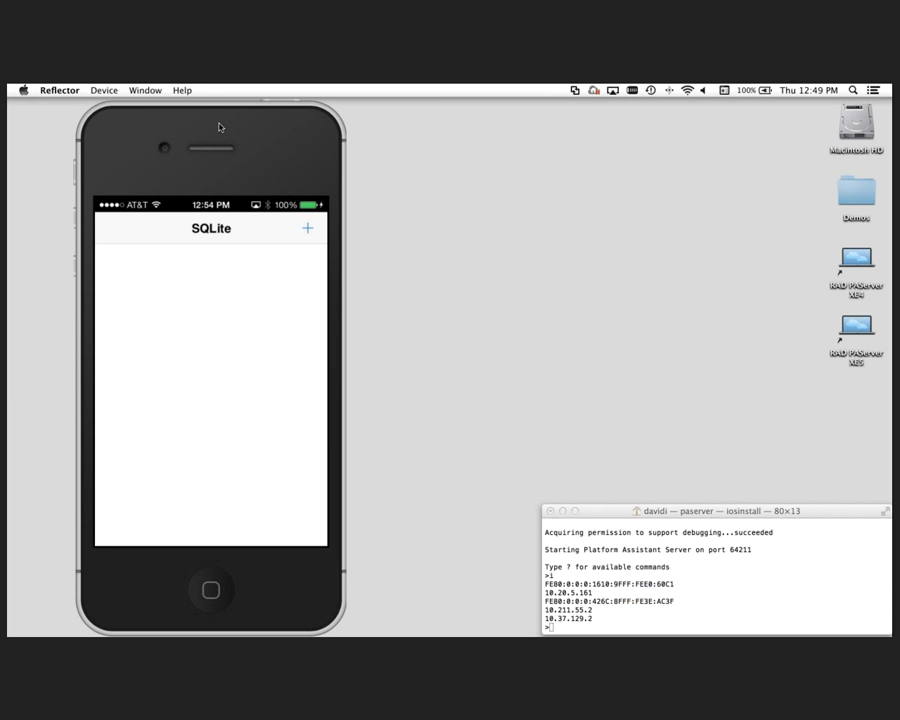 Reflector Device Window Help 100% Thu 12:49 PM
Macintosh HD
Demos
RAD PAServer
XE4
RAD PAServer
XE5
AT&T 12:54 PM 100%
SQLite +
davidi — paserver — iosinstall — 80×13
Acquiring permission to support debugging...succeeded
Starting Platform Assistant Server on port 64211
Type ? for available commands
>i
FE80:0:0:0:1610:9FFF:FEE0:60C1
10.20.5.161
FE80:0:0:0:426C:8FFF:FE3E:AC3F
10.211.55.2
10.37.129.2
>